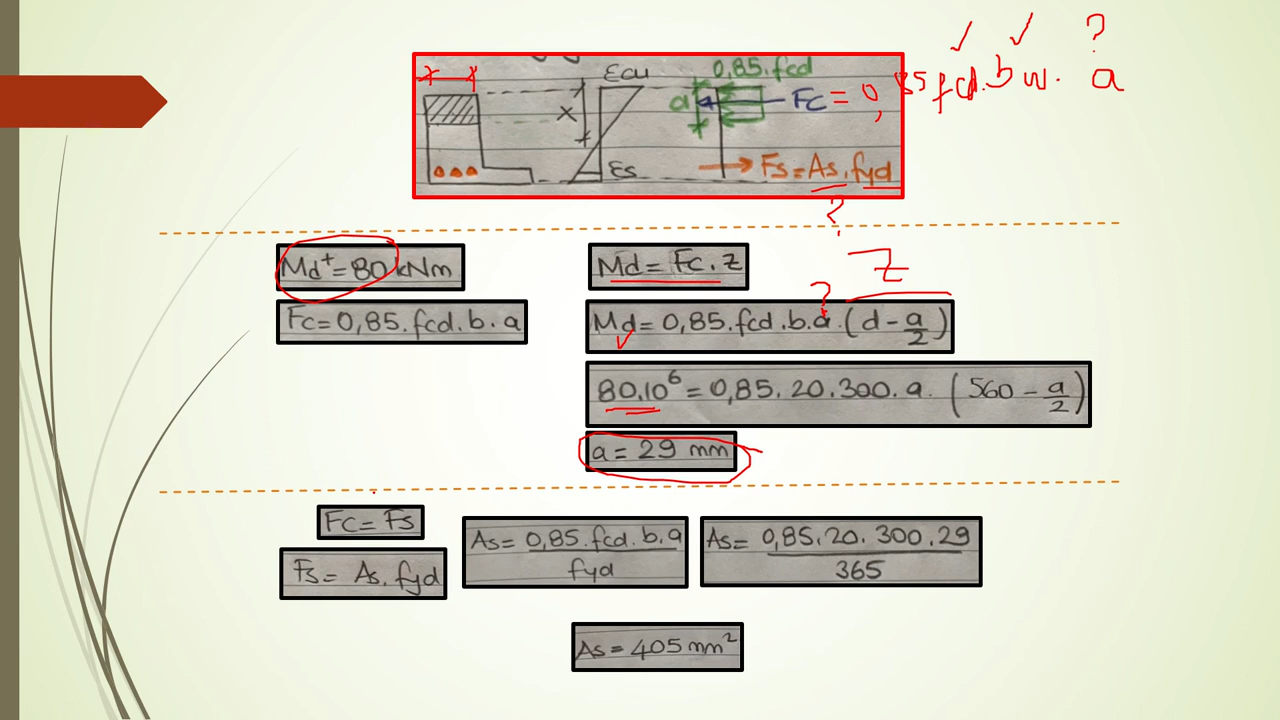 ✓ ✓ ?
εcu 0,85.fcd
a Fc = 0,85 fcd. bw. a
x
εs Fs=As.fyd
?
Md⁺=80 kNm
Fc=0,85.fcd.b.a
Md= Fc.z
z
?
Md= 0,85.fcd.b.a.(d-a/2)
✓
80.10⁶=0,85.20.300.a.(560-a/2)
a= 29 mm
Fc= Fs
Fs= As.fyd
As= 0,85.fcd.b.a / fyd
As= 0,85.20.300.29 / 365
As= 405 mm²